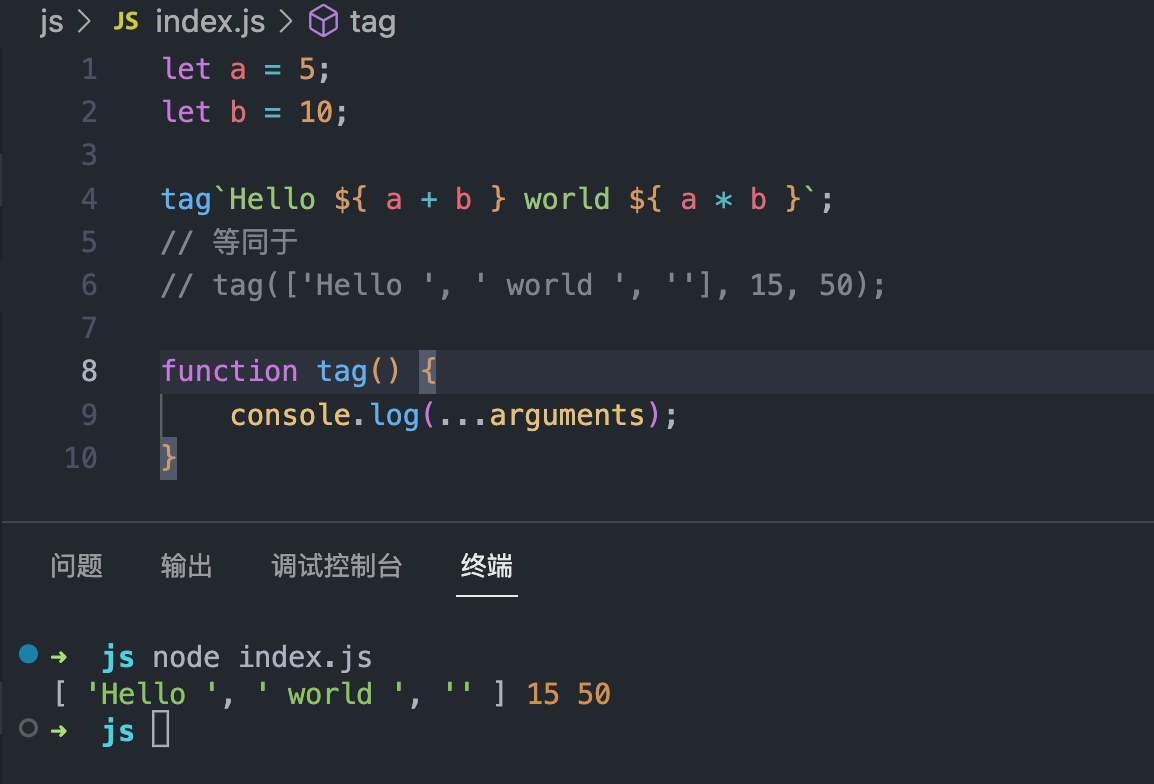 js > JS index.js > tag
1 let a = 5;
2 let b = 10;
3
4 tag`Hello ${ a + b } world ${ a * b }`;
5 // 等同于
6 // tag(['Hello ', ' world ', ''], 15, 50);
7
8 function tag() {
9     console.log(...arguments);
10 }
问题 输出 调试控制台 终端
➜ js node index.js
[ 'Hello ', ' world ', '' ] 15 50
➜ js